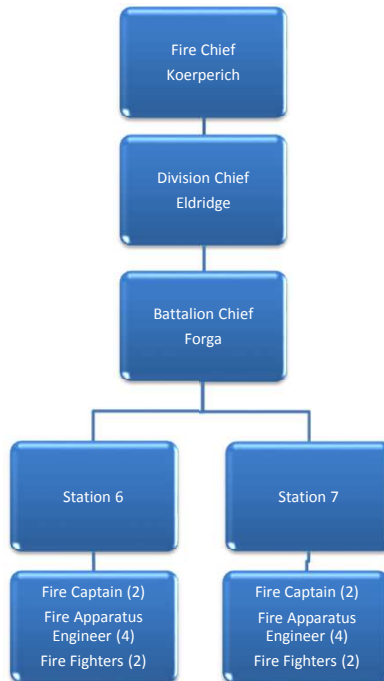 Fire Chief
Koerperich
Division Chief
Eldridge
Battalion Chief
Forga
Station 6
Station 7
Fire Captain (2)
Fire Apparatus
Engineer (4)
Fire Fighters (2)
Fire Captain (2)
Fire Apparatus
Engineer (4)
Fire Fighters (2)